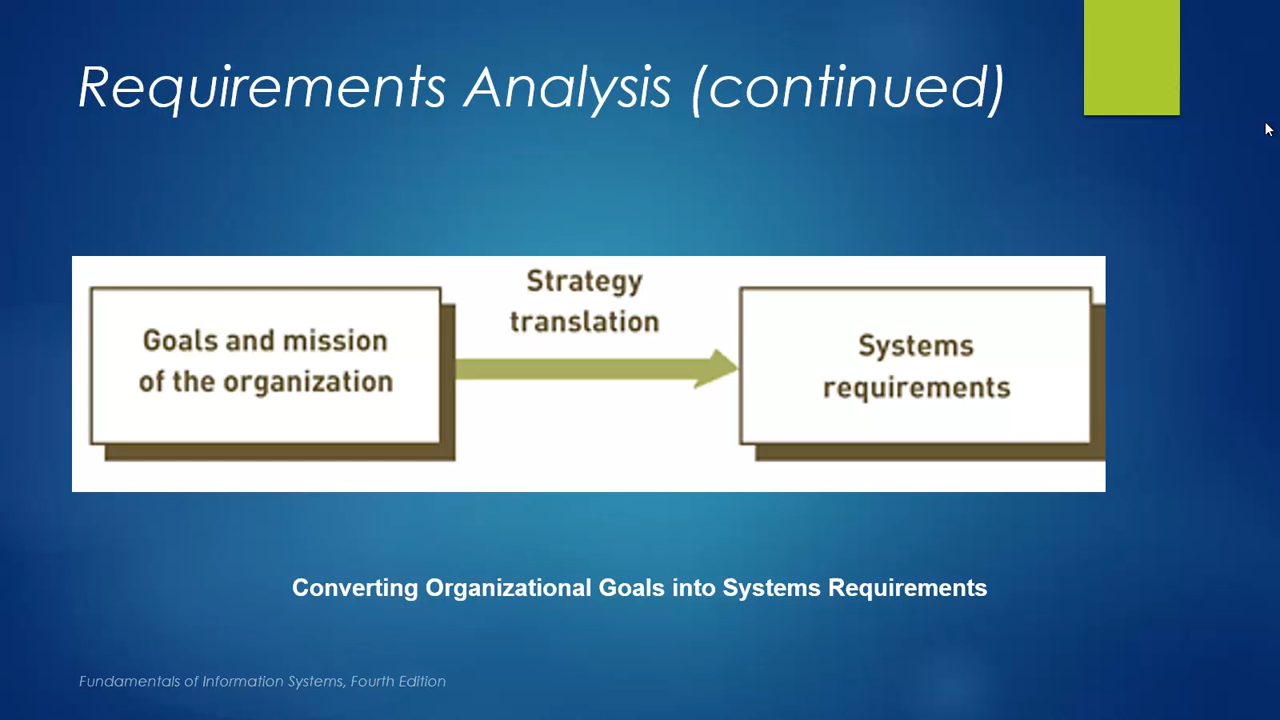 Requirements Analysis (continued)
Strategy
translation
Goals and mission
of the organization
Systems
requirements
Converting Organizational Goals into Systems Requirements
Fundamentals of Information Systems, Fourth Edition